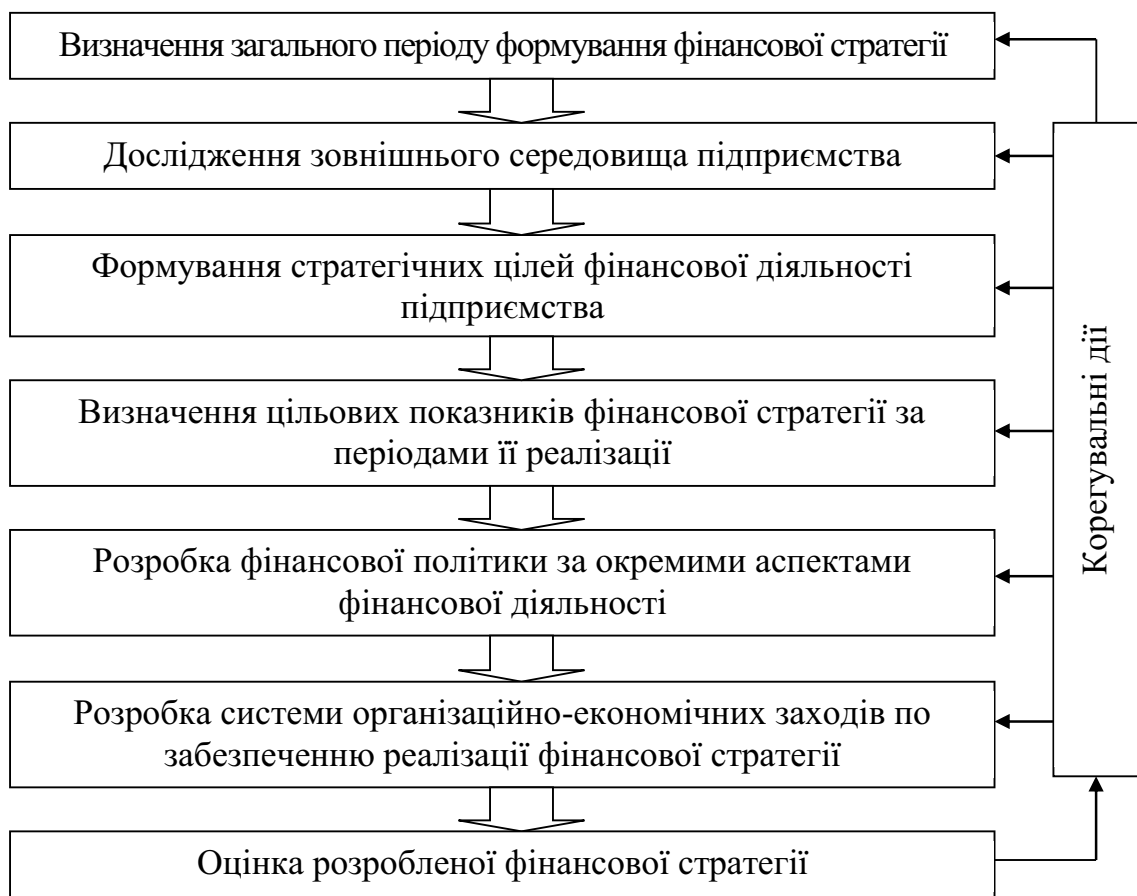 Визначення загального періоду формування фінансової стратегії
Дослідження зовнішнього середовища підприємства
Формування стратегічних цілей фінансової діяльності
підприємства
Визначення цільових показників фінансової стратегії за
періодами її реалізації
Розробка фінансової політики за окремими аспектами
фінансової діяльності
Розробка системи організаційно-економічних заходів по
забезпеченню реалізації фінансової стратегії
Оцінка розробленої фінансової стратегії
Корегувальні дії